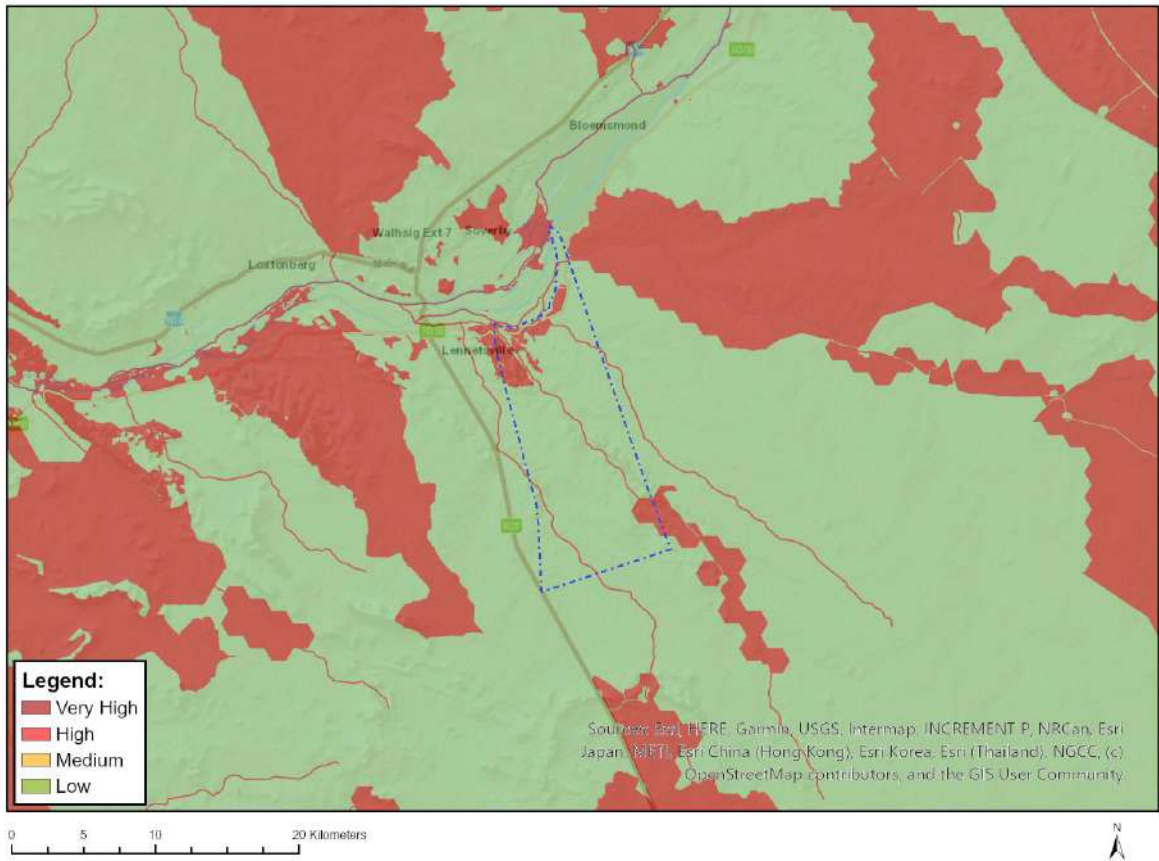 Bloemsmond
Walhsig Ext 7
Loxtonberg
Lennetsville
Legend:
Very High
High
Medium
Low
Sources: Esri, HERE, Garmin, USGS, Intermap, INCREMENT P, NRCan, Esri
Japan, METI, Esri China (Hong Kong), Esri Korea, Esri (Thailand), NGCC, (c)
OpenStreetMap contributors, and the GIS User Community
0 5 10 20 Kilometers
N